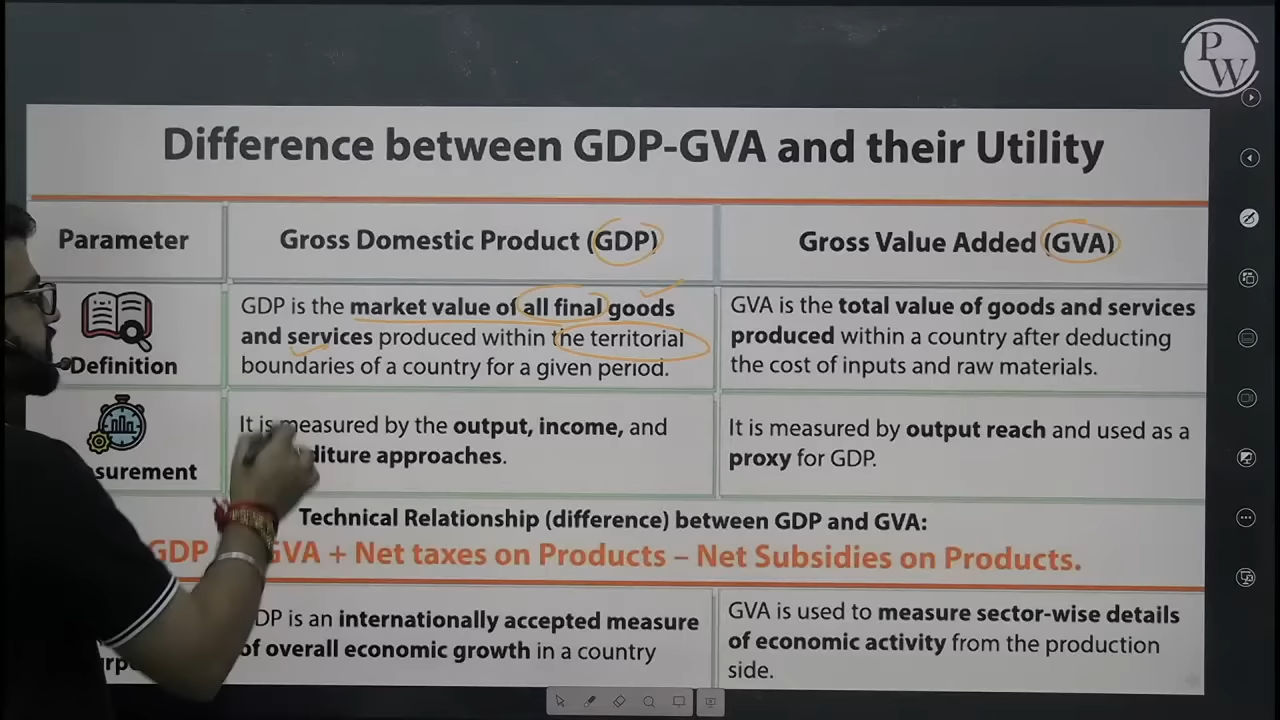 PW
Difference between GDP-GVA and their Utility
Parameter
Gross Domestic Product (GDP)
Gross Value Added (GVA)
Definition
GDP is the market value of all final goods
and services produced within the territorial
boundaries of a country for a given period.
GVA is the total value of goods and services
produced within a country after deducting
the cost of inputs and raw materials.
surement
It is measured by the output, income, and
diture approaches.
It is measured by output reach and used as a
proxy for GDP.
Technical Relationship (difference) between GDP and GVA:
GDP GVA + Net taxes on Products – Net Subsidies on Products.
DP is an internationally accepted measure
of overall economic growth in a country
GVA is used to measure sector-wise details
of economic activity from the production
side.